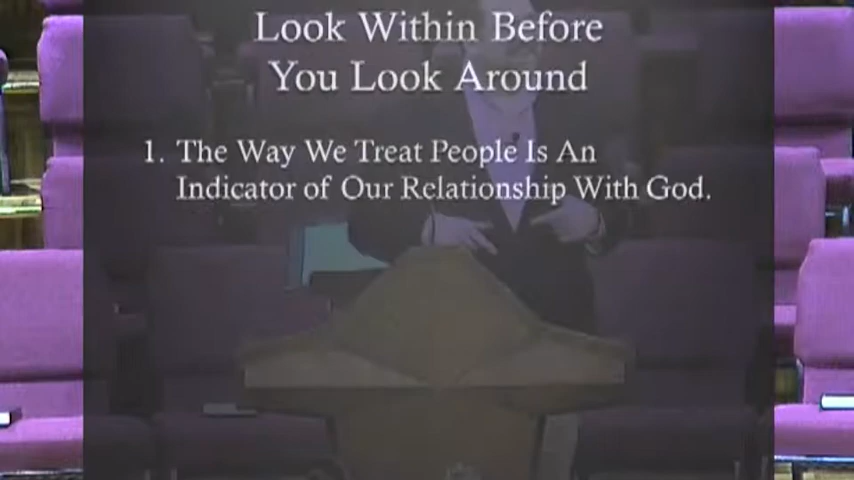 Look Within Before
You Look Around
1. The Way We Treat People Is An
Indicator of Our Relationship With God.